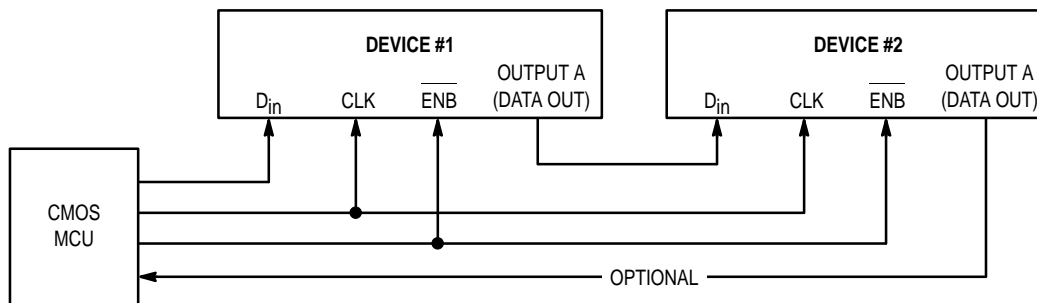 DEVICE #1
OUTPUT A
Din CLK ENB (DATA OUT)
DEVICE #2
OUTPUT A
Din CLK ENB (DATA OUT)
CMOS
MCU
OPTIONAL